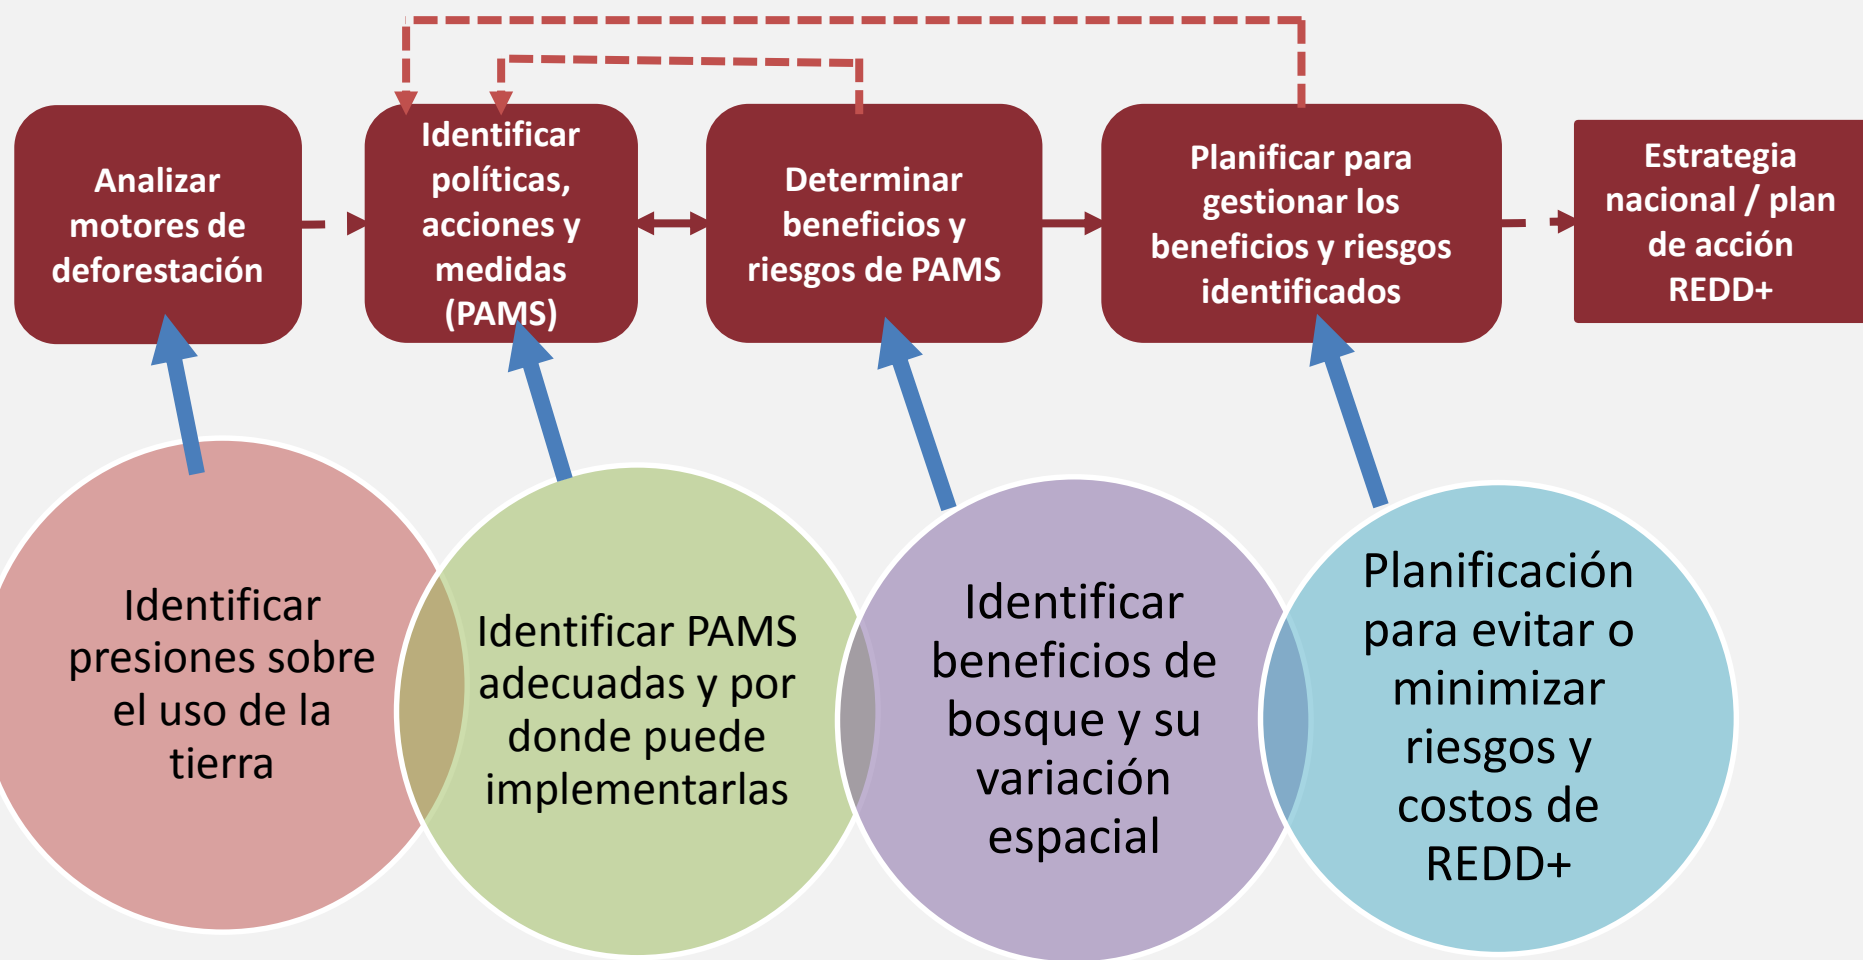 Analizar
motores de
deforestación
Identificar
políticas,
acciones y
medidas
(PAMS)
Determinar
beneficios y
riesgos de PAMS
Planificar para
gestionar los
beneficios y riesgos
identificados
Estrategia
nacional / plan
de acción
REDD+
Identificar
presiones sobre
el uso de la
tierra
Identificar PAMS
adecuadas y por
donde puede
implementarlas
Identificar
beneficios de
bosque y su
variación
espacial
Planificación
para evitar o
minimizar
riesgos y
costos de
REDD+